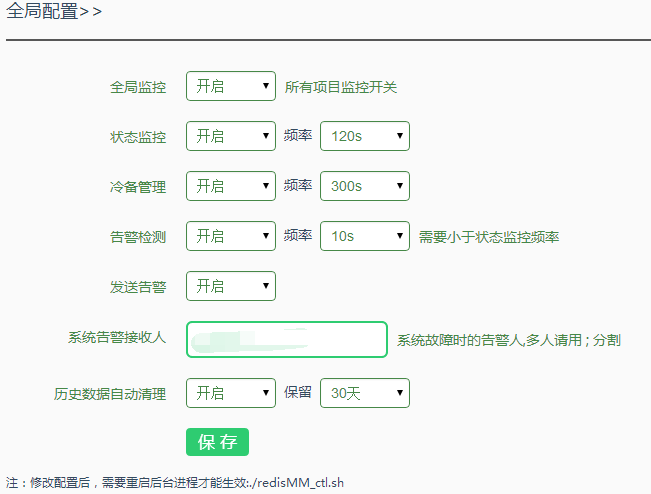 全局配置>>
全局监控 开启 所有项目监控开关
状态监控 开启 频率 120s
冷备管理 开启 频率 300s
告警检测 开启 频率 10s 需要小于状态监控频率
发送告警 开启
系统告警接收人 系统故障时的告警人,多人请用 ; 分割
历史数据自动清理 开启 保留 30天
保 存
注：修改配置后，需要重启后台进程才能生效:./redisMM_ctl.sh